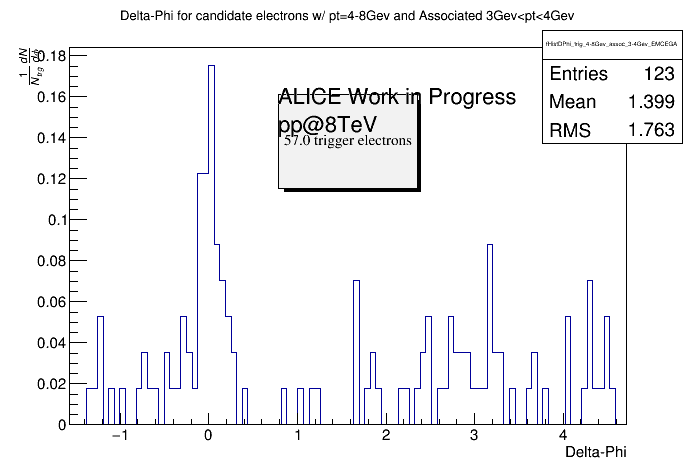 Delta-Phi for candidate electrons w/ pt=4-8Gev and Associated 3Gev<pt<4Gev
fHistDPhi_trig_4-8Gev_assoc_3-4Gev_EMCEGA
Entries 123
Mean 1.399
RMS 1.763
ALICE Work in Progress
pp@8TeV
57.0 trigger electrons
0.18
0.16
0.14
0.12
0.1
0.08
0.06
0.04
0.02
0
−1 0 1 2 3 4
Delta-Phi